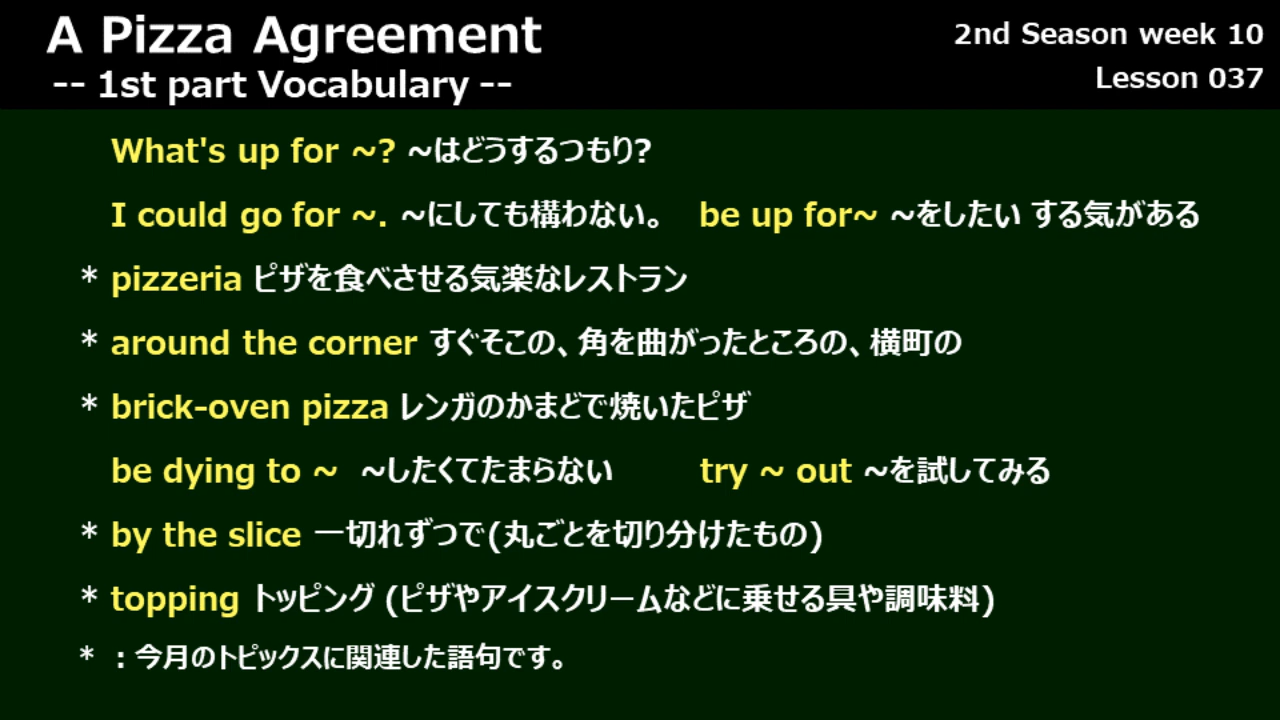 A Pizza Agreement
-- 1st part Vocabulary --
2nd Season week 10
Lesson 037
What's up for ~? ~はどうするつもり?
I could go for ~. ~にしても構わない。 be up for~ ~をしたい する気がある
* pizzeria ピザを食べさせる気楽なレストラン
* around the corner すぐそこの、角を曲がったところの、横町の
* brick-oven pizza レンガのかまどで焼いたピザ
be dying to ~ ~したくてたまらない try ~ out ~を試してみる
* by the slice 一切れずつで(丸ごとを切り分けたもの)
* topping トッピング (ピザやアイスクリームなどに乗せる具や調味料)
* : 今月のトピックスに関連した語句です。